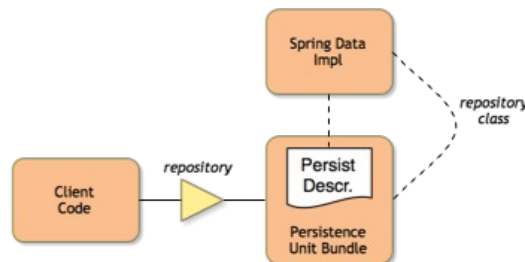 Spring Data
Impl
repository
class
repository
Persist
Descr.
Client
Code
Persistence
Unit Bundle